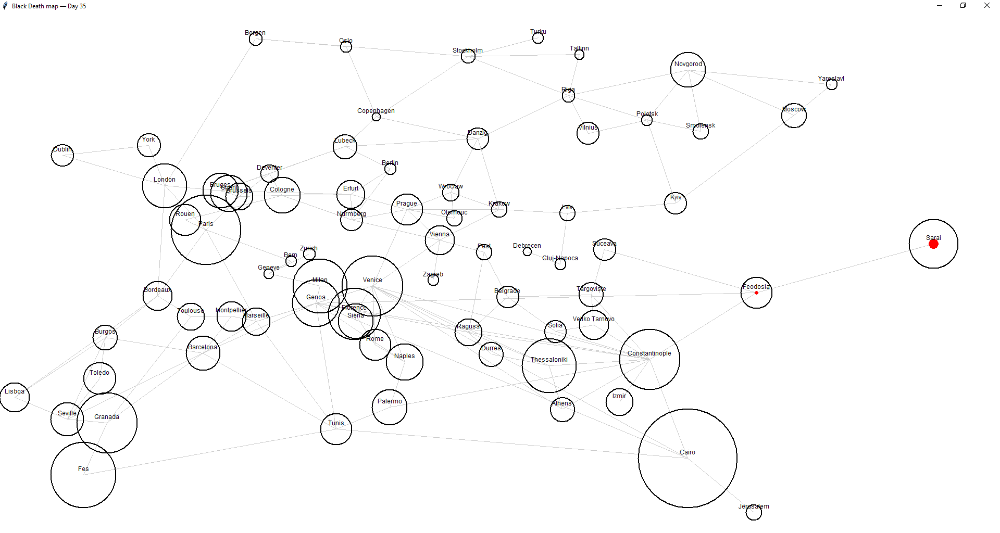 Black Death map — Day 35
Bergen
Oslo
Turku
Stockholm
Tallinn
Novgorod
Yaroslavl
Riga
Moscow
Copenhagen
Polotsk
Smolensk
Vilnius
Danzig
Lubeck
York
Dublin
Berlin
Deventer
London
Bruges
Ghent
Brussels
Cologne
Erfurt
Wrocław
Prague
Krakow
Kyiv
Lviv
Rouen
Nurmberg
Olomouc
Paris
Vienna
Sarai
Zurich
Pest
Debrecen
Suceava
Bern
Cluj-Napoca
Geneve
Zagreb
Milan
Venice
Feodosia
Bordeaux
Genoa
Belgrade
Targoviste
Toulouse
Montpellier
Marseille
Florence
Siena
Veliko Tarnovo
Ragusa
Sofia
Burgos
Rome
Barcelona
Durres
Constantinople
Naples
Thessaloniki
Toledo
Lisboa
Izmir
Palermo
Athens
Seville
Granada
Tunis
Cairo
Fes
Jerusalem